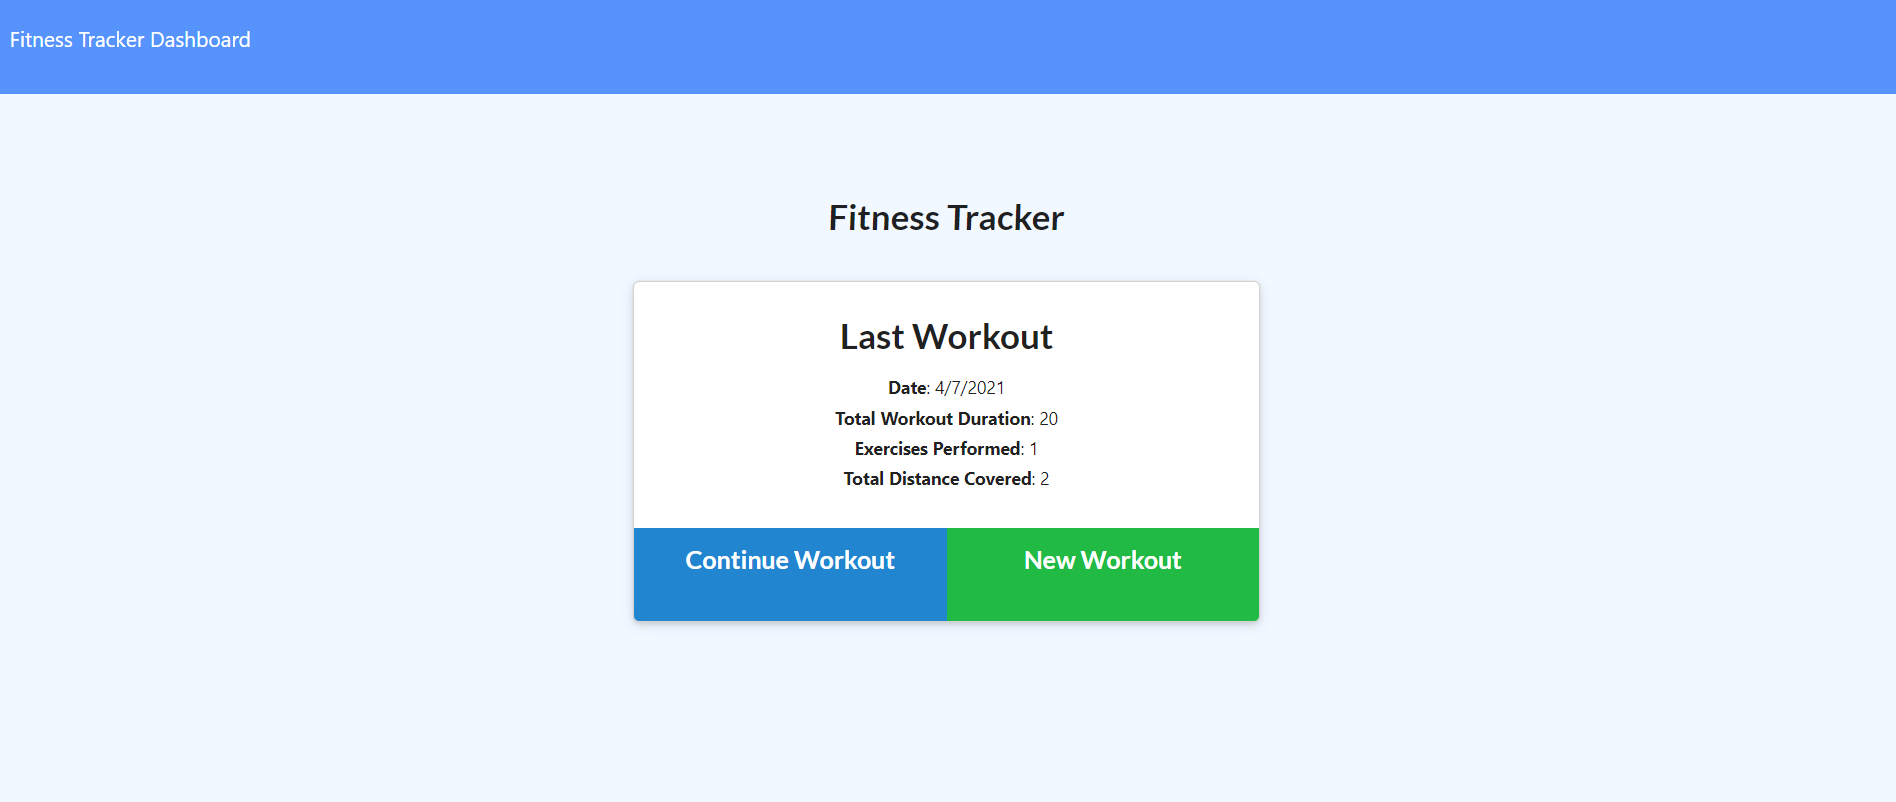 Fitness Tracker Dashboard
Fitness Tracker
Last Workout
Date: 4/7/2021
Total Workout Duration: 20
Exercises Performed: 1
Total Distance Covered: 2
Continue Workout
New Workout